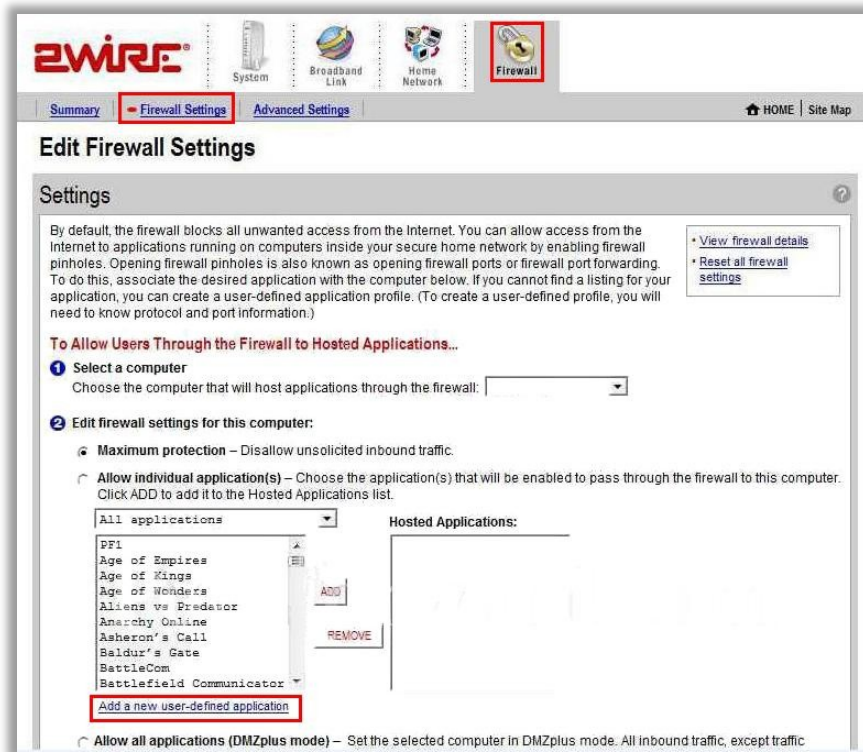 2WIRE
System
Broadband Link
Home Network
Firewall
Summary
Firewall Settings
Advanced Settings
HOME | Site Map
Edit Firewall Settings
Settings
By default, the firewall blocks all unwanted access from the Internet. You can allow access from the
Internet to applications running on computers inside your secure home network by enabling firewall
pinholes. Opening firewall pinholes is also known as opening firewall ports or firewall port forwarding.
To do this, associate the desired application with the computer below. If you cannot find a listing for your
application, you can create a user-defined application profile. (To create a user-defined profile, you will
need to know protocol and port information.)
• View firewall details
• Reset all firewall
settings
To Allow Users Through the Firewall to Hosted Applications...
1 Select a computer
Choose the computer that will host applications through the firewall:
2 Edit firewall settings for this computer:
Maximum protection – Disallow unsolicited inbound traffic.
Allow individual application(s) – Choose the application(s) that will be enabled to pass through the firewall to this computer.
Click ADD to add it to the Hosted Applications list.
All applications
Hosted Applications:
PF1
Age of Empires
Age of Kings
Age of Wonders
Aliens vs Predator
Anarchy Online
Asheron's Call
Baldur's Gate
BattleCom
Battlefield Communicator
ADD
REMOVE
Add a new user-defined application
Allow all applications (DMZplus mode) – Set the selected computer in DMZplus mode. All inbound traffic, except traffic